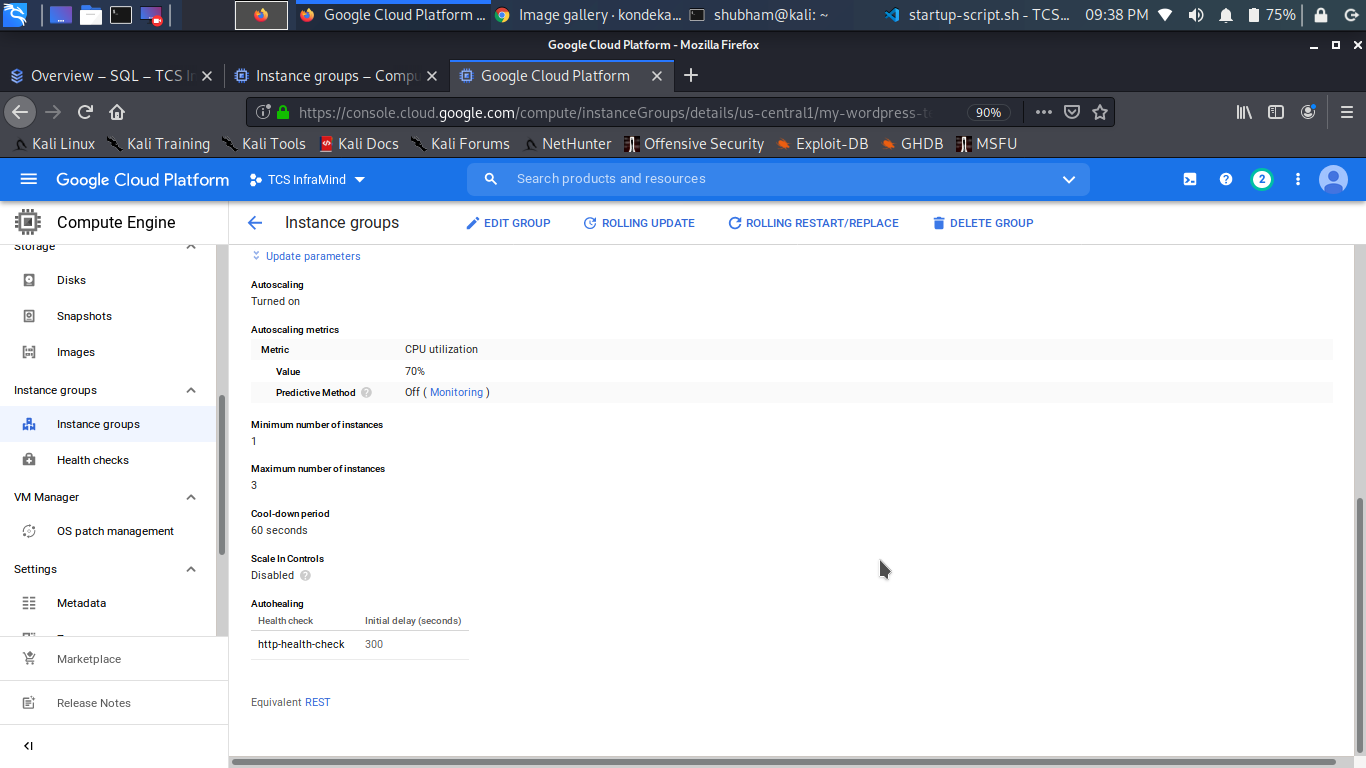 Google Cloud Platform ...
Image gallery · kondeka...
shubham@kali: ~
startup-script.sh - TCS...
09:38 PM
75%
Google Cloud Platform - Mozilla Firefox
Overview – SQL – TCS I
Instance groups – Compu
Google Cloud Platform
https://console.cloud.google.com/compute/instanceGroups/details/us-central1/my-wordpress-t
90%
Kali Linux
Kali Training
Kali Tools
Kali Docs
Kali Forums
NetHunter
Offensive Security
Exploit-DB
GHDB
MSFU
Google Cloud Platform
TCS InfraMind
Search products and resources
2
Compute Engine
Instance groups
EDIT GROUP
ROLLING UPDATE
ROLLING RESTART/REPLACE
DELETE GROUP
Storage
Disks
Snapshots
Images
Instance groups
Instance groups
Health checks
VM Manager
OS patch management
Settings
Metadata
Marketplace
Release Notes
Update parameters
Autoscaling
Turned on
Autoscaling metrics
Metric CPU utilization
Value 70%
Predictive Method Off ( Monitoring )
Minimum number of instances
1
Maximum number of instances
3
Cool-down period
60 seconds
Scale In Controls
Disabled
Autohealing
Health check Initial delay (seconds)
http-health-check 300
Equivalent REST